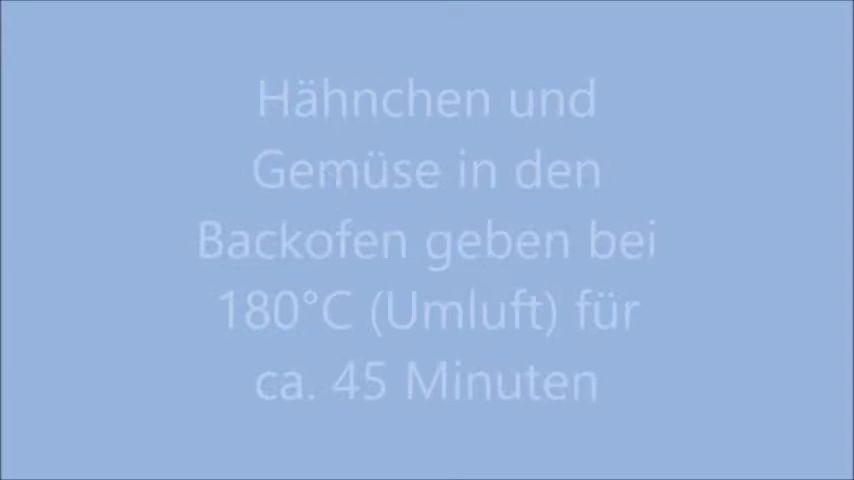 Hähnchen und
Gemüse in den
Backofen geben bei
180°C (Umluft) für
ca. 45 Minuten